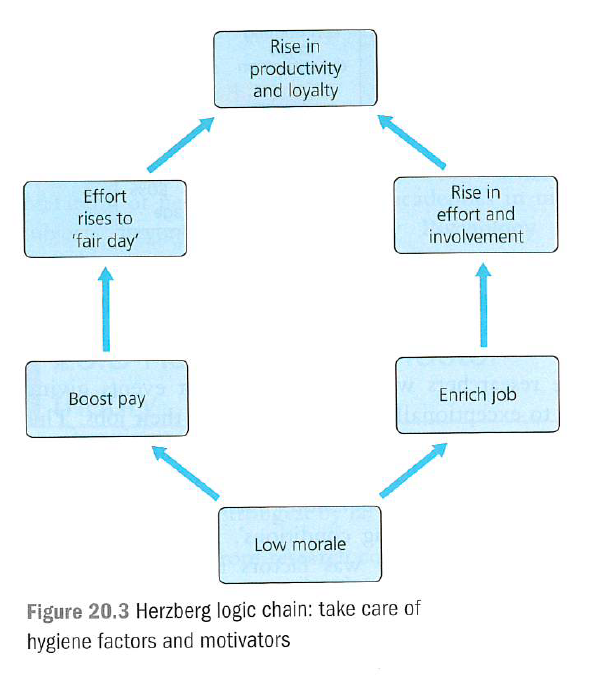 Rise in
productivity
and loyalty
Effort
rises to
'fair day'
Rise in
effort and
involvement
Boost pay
Enrich job
Low morale
Figure 20.3 Herzberg logic chain: take care of
hygiene factors and motivators